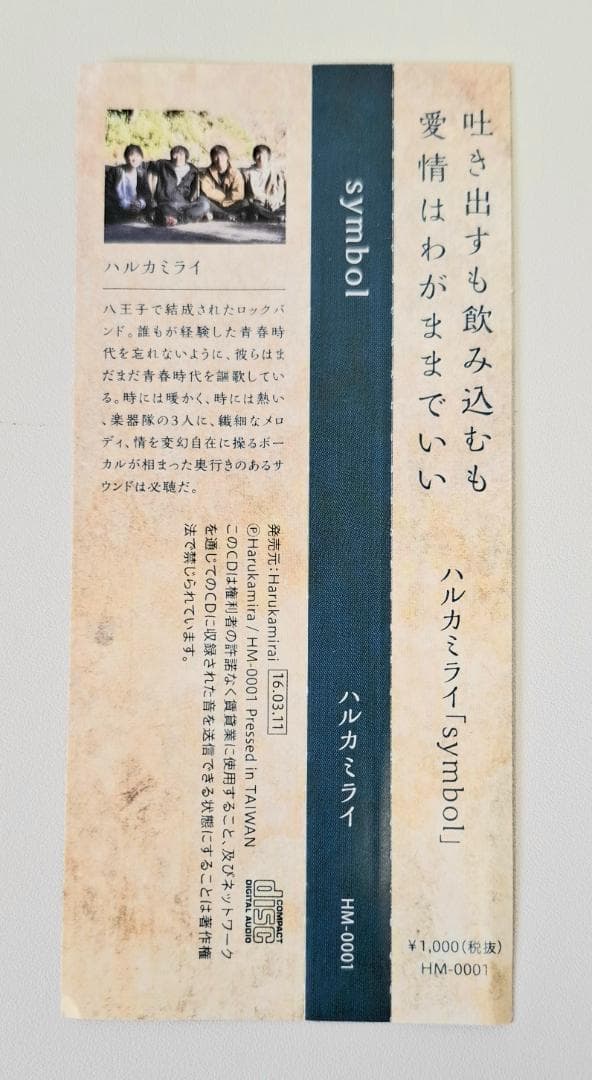 吐き出すも飲み込むも
愛情はわがままでいい
ハルカミライ「symbol」
¥1,000(税抜)
HM-0001
symbol
ハルカミライ
HM-0001
ハルカミライ
八王子で結成されたロックバ
ンド。誰もが経験した青春時
代を忘れないように、彼らはま
だまだ青春時代を謳歌してい
る。時には暖かく、時には熱い
、楽器隊の3人に、繊細なメロ
ディ、情を変幻自在に操るボー
カルが相まった奥行きのあるサ
ウンドは必聴だ。
発売元:Harukamirai 16.03.11
ⓅHarukamira / HM-0001 Pressed in TAIWAN
このCDは権利者の許諾なく賃貸業に使用すること、及びネットワーク
を通じてのCDに収録された音を送信できる状態にすることは著作権
法で禁じられています。
COMPACT
disc
DIGITAL AUDIO